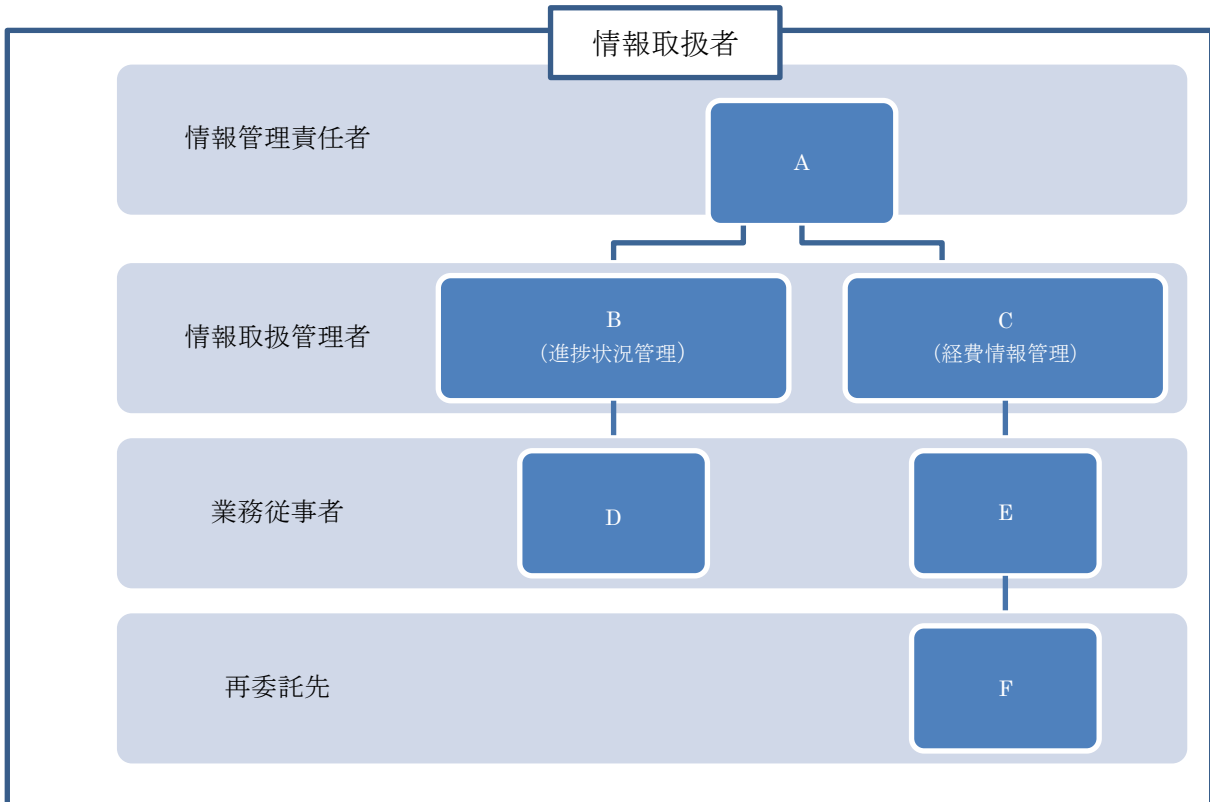 情報取扱者
情報管理責任者
A
情報取扱管理者
B
（進捗状況管理）
C
（経費情報管理）
業務従事者
D
E
再委託先
F